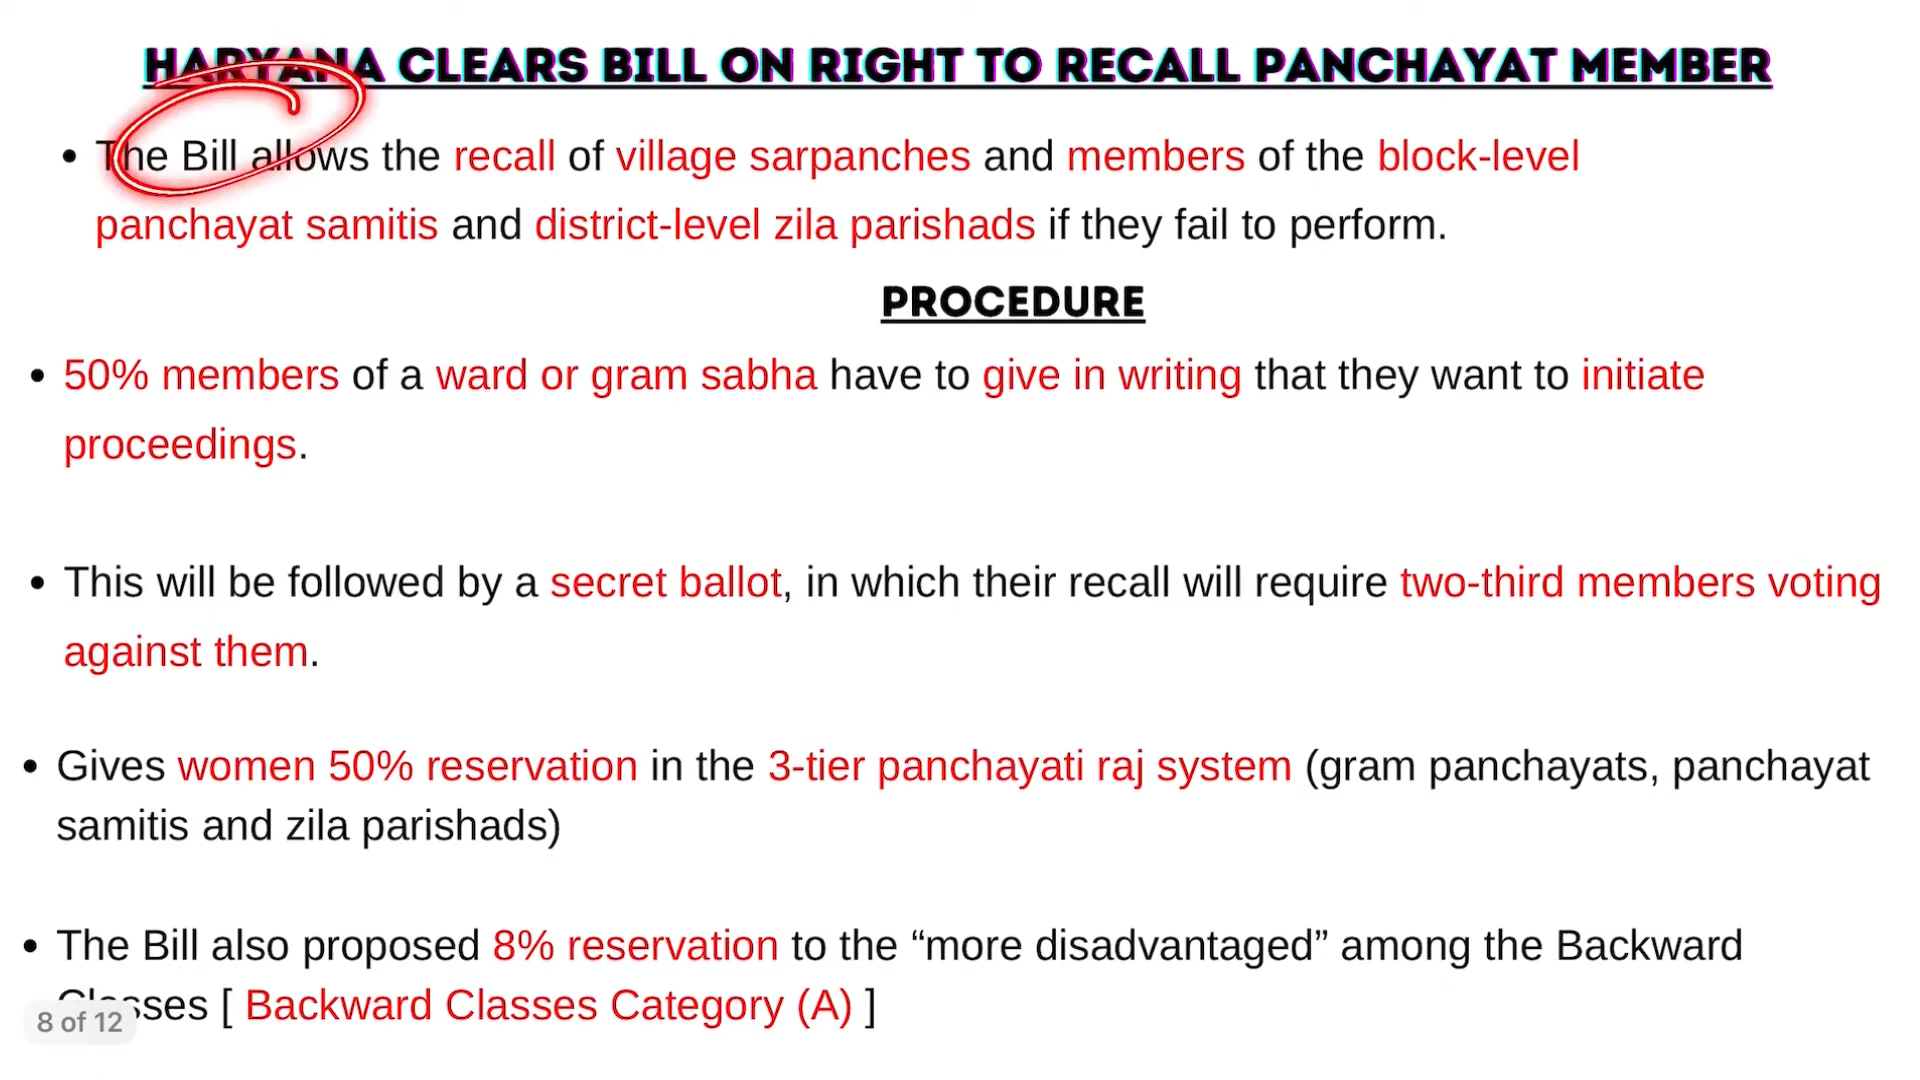 HARYANA CLEARS BILL ON RIGHT TO RECALL PANCHAYAT MEMBER
• The Bill allows the recall of village sarpanches and members of the block-level
panchayat samitis and district-level zila parishads if they fail to perform.
PROCEDURE
• 50% members of a ward or gram sabha have to give in writing that they want to initiate
proceedings.
• This will be followed by a secret ballot, in which their recall will require two-third members voting
against them.
• Gives women 50% reservation in the 3-tier panchayati raj system (gram panchayats, panchayat
samitis and zila parishads)
• The Bill also proposed 8% reservation to the “more disadvantaged” among the Backward
Classes [ Backward Classes Category (A) ]
8 of 12